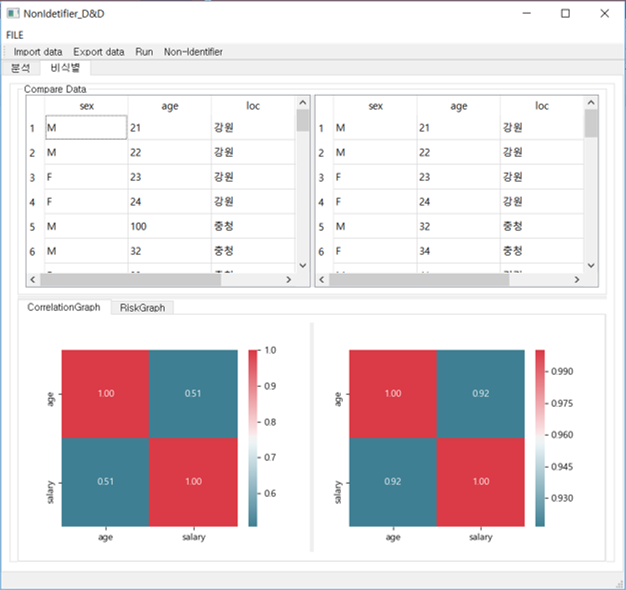 NonIdetifier_D&D
FILE
Import data Export data Run Non-Identifier
분석 비식별
Compare Data
sex age loc
1 M 21 강원
2 M 22 강원
3 F 23 강원
4 F 24 강원
5 M 100 충청
6 M 32 충청
sex age loc
1 M 21 강원
2 M 22 강원
3 F 23 강원
4 F 24 강원
5 M 32 충청
6 F 34 충청
CorrelationGraph RiskGraph
age
salary
1.00 0.51
0.51 1.00
age salary
1.0
0.9
0.8
0.7
0.6
age
salary
1.00 0.92
0.92 1.00
age salary
0.990
0.975
0.960
0.945
0.930